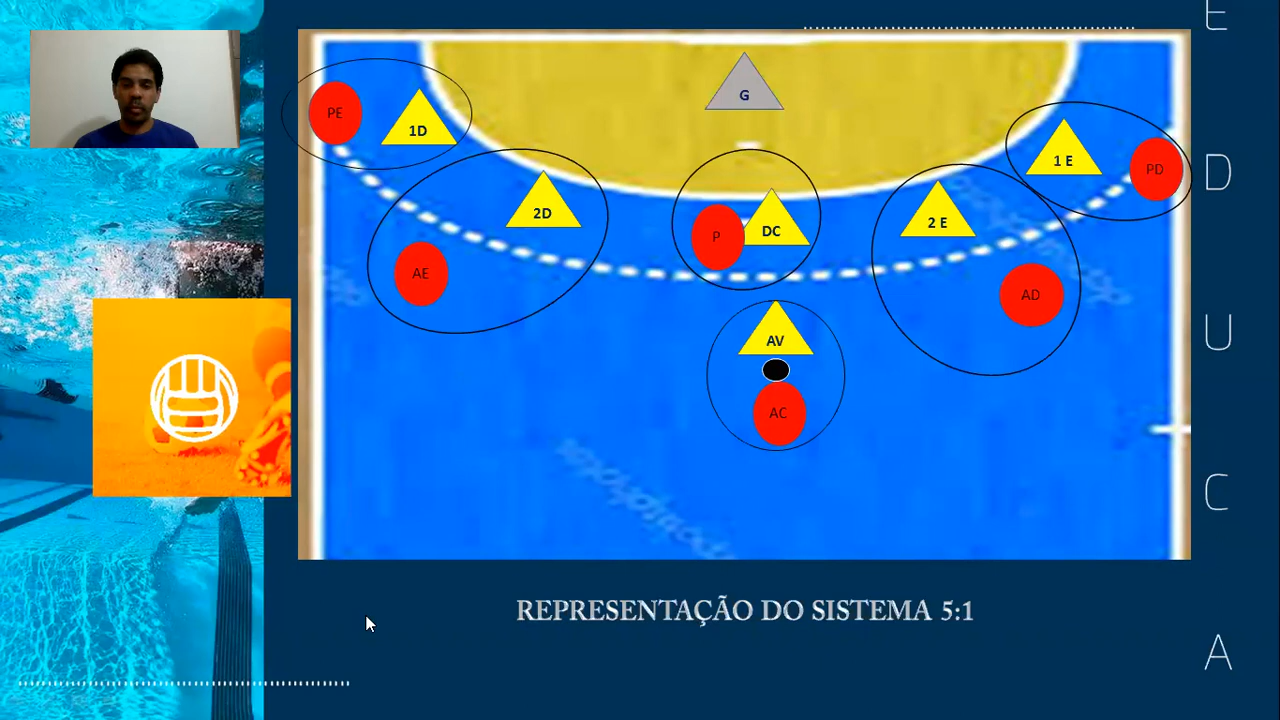 E
D
U
C
A
G
PE
1D
1 E
PD
2D
2 E
P
DC
AE
AD
AV
AC
REPRESENTAÇÃO DO SISTEMA 5:1